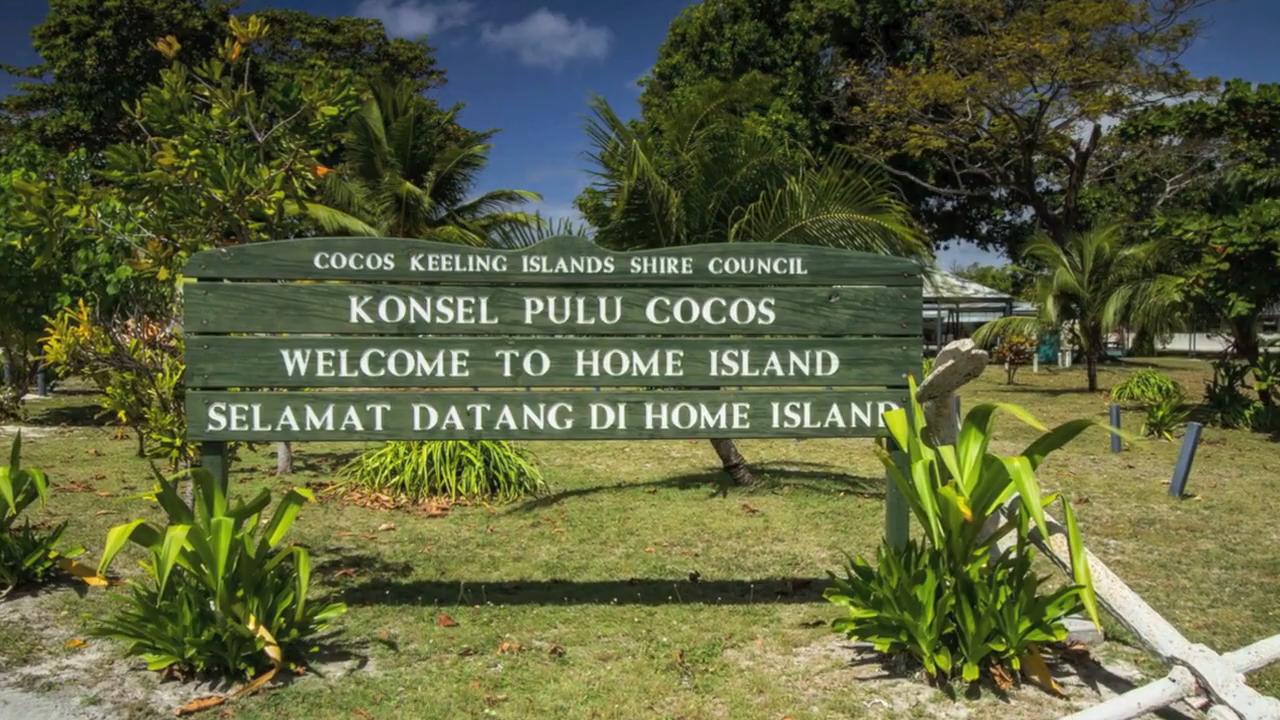 COCOS KEELING ISLANDS SHIRE COUNCIL
KONSEL PULU COCOS
WELCOME TO HOME ISLAND
SELAMAT DATANG DI HOME ISLAND